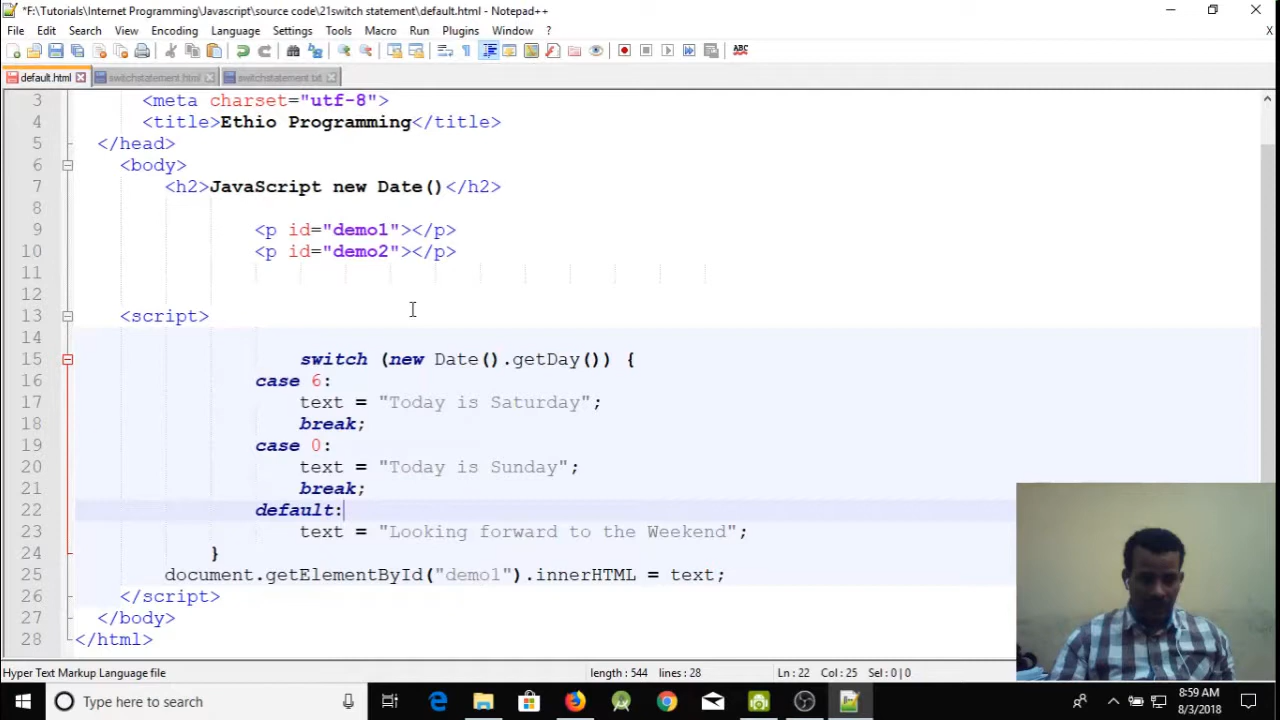 *F:\Tutorials\Internet Programming\Javascript\source code\21switch statement\default.html - Notepad++
File Edit Search View Encoding Language Settings Tools Macro Run Plugins Window ? X
ABC
default.html switchstatement.html switchstatement.txt
3 <meta charset="utf-8">
4 <title>Ethio Programming</title>
5 </head>
6 <body>
7 <h2>JavaScript new Date()</h2>
8
9 <p id="demo1"></p>
10 <p id="demo2"></p>
11
12
13 <script>
14
15 switch (new Date().getDay()) {
16 case 6:
17 text = "Today is Saturday";
18 break;
19 case 0:
20 text = "Today is Sunday";
21 break;
22 default:
23 text = "Looking forward to the Weekend";
24 }
25 document.getElementById("demo1").innerHTML = text;
26 </script>
27 </body>
28 </html>
Hyper Text Markup Language file length : 544 lines : 28 Ln : 22 Col : 25 Sel : 0 | 0
Type here to search
8:59 AM
8/3/2018